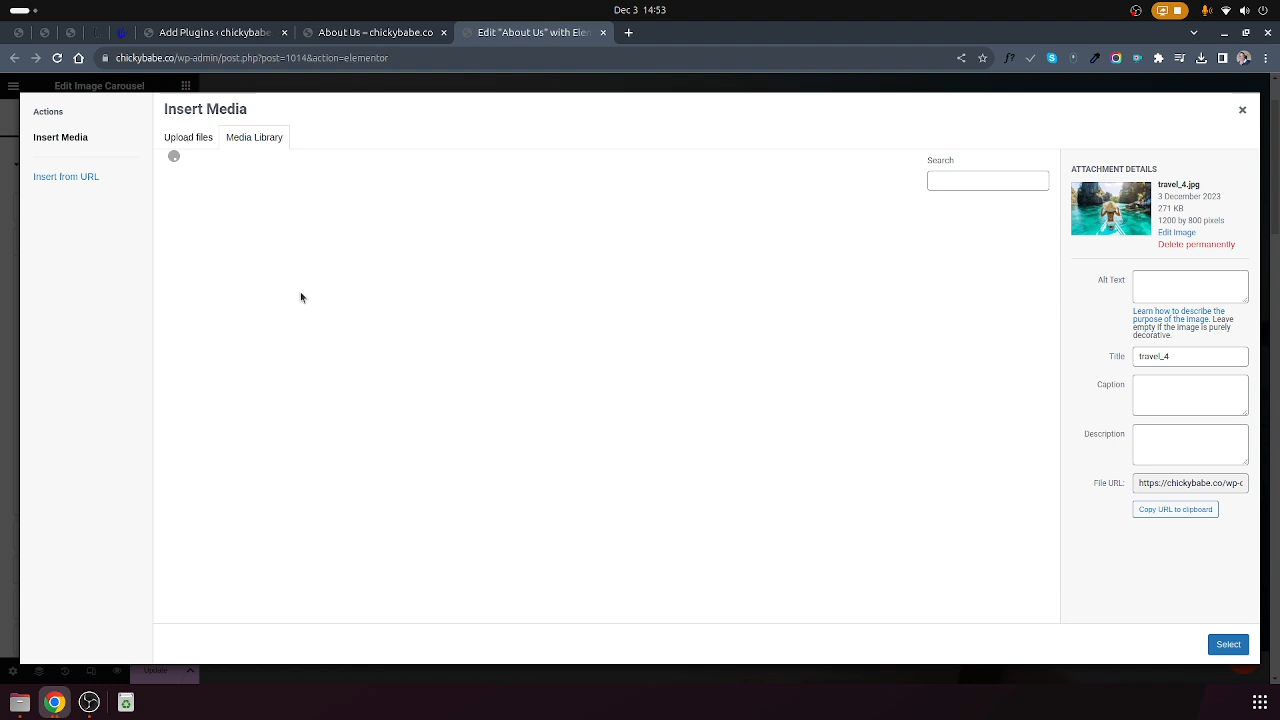 Dec 3 14:53
Add Plugins ‹ chickybabe
About Us – chickybabe.co
Edit "About Us" with Elen
chickybabe.co/wp-admin/post.php?post=1014&action=elementor
Edit Image Carousel
Actions
Insert Media
Insert from URL
Insert Media
Upload files
Media Library
Search
ATTACHMENT DETAILS
travel_4.jpg
3 December 2023
271 KB
1200 by 800 pixels
Edit Image
Delete permanently
Alt Text
Learn how to describe the
purpose of the image. Leave
empty if the image is purely
decorative.
Title
travel_4
Caption
Description
File URL:
https://chickybabe.co/wp-c
Copy URL to clipboard
Select
Update